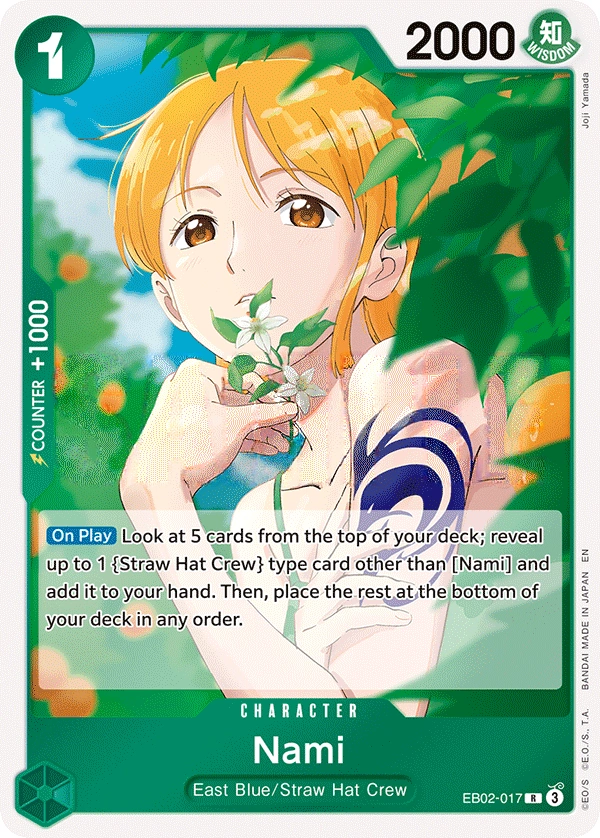 1
2000
知
WISDOM
Joji Yamada
COUNTER +1000
On Play Look at 5 cards from the top of your deck; reveal
up to 1 {Straw Hat Crew} type card other than [Nami] and
add it to your hand. Then, place the rest at the bottom of
your deck in any order.
CHARACTER
Nami
East Blue/Straw Hat Crew
EB02-017 R 3
©EO/S ©E.O./S., T.A. BANDAI MADE IN JAPAN EN